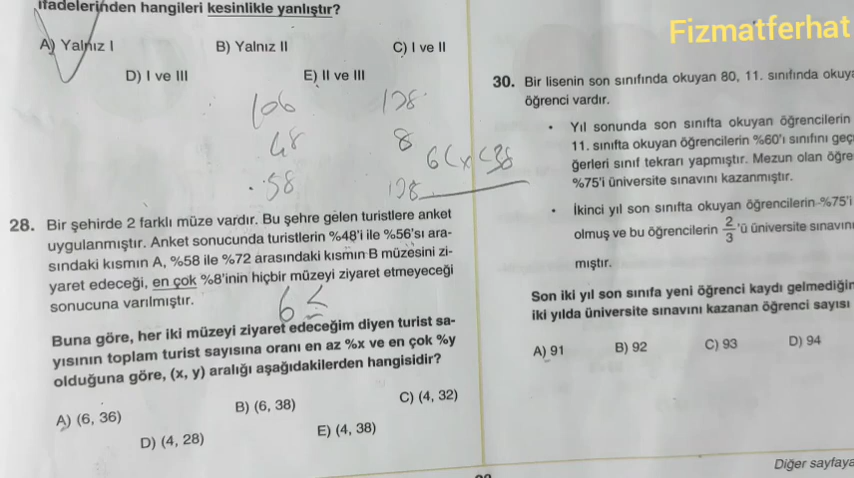 ifadelerinden hangileri kesinlikle yanlıştır?
A) Yalnız I
B) Yalnız II
C) I ve II
D) I ve III
E) II ve III
106
48
58
128
8
128
6<x<38
28. Bir şehirde 2 farklı müze vardır. Bu şehre gelen turistlere anket
uygulanmıştır. Anket sonucunda turistlerin %48'i ile %56'sı ara-
sındaki kısmın A, %58 ile %72 arasındaki kısmın B müzesini zi-
yaret edeceği, en çok %8'inin hiçbir müzeyi ziyaret etmeyeceği
sonucuna varılmıştır.
6<
Buna göre, her iki müzeyi ziyaret edeceğim diyen turist sa-
yısının toplam turist sayısına oranı en az %x ve en çok %y
olduğuna göre, (x, y) aralığı aşağıdakilerden hangisidir?
A) (6, 36)
B) (6, 38)
C) (4, 32)
D) (4, 28)
E) (4, 38)
Fizmatferhat
30. Bir lisenin son sınıfında okuyan 80, 11. sınıfında okuya
öğrenci vardır.
• Yıl sonunda son sınıfta okuyan öğrencilerin
11. sınıfta okuyan öğrencilerin %60'ı sınıfını geç
ğerleri sınıf tekrarı yapmıştır. Mezun olan öğre
%75'i üniversite sınavını kazanmıştır.
• İkinci yıl son sınıfta okuyan öğrencilerin %75'i
olmuş ve bu öğrencilerin 2/3 'ü üniversite sınavını
mıştır.
Son iki yıl son sınıfa yeni öğrenci kaydı gelmediğin
iki yılda üniversite sınavını kazanan öğrenci sayısı
A) 91
B) 92
C) 93
D) 94
Diğer sayfaya